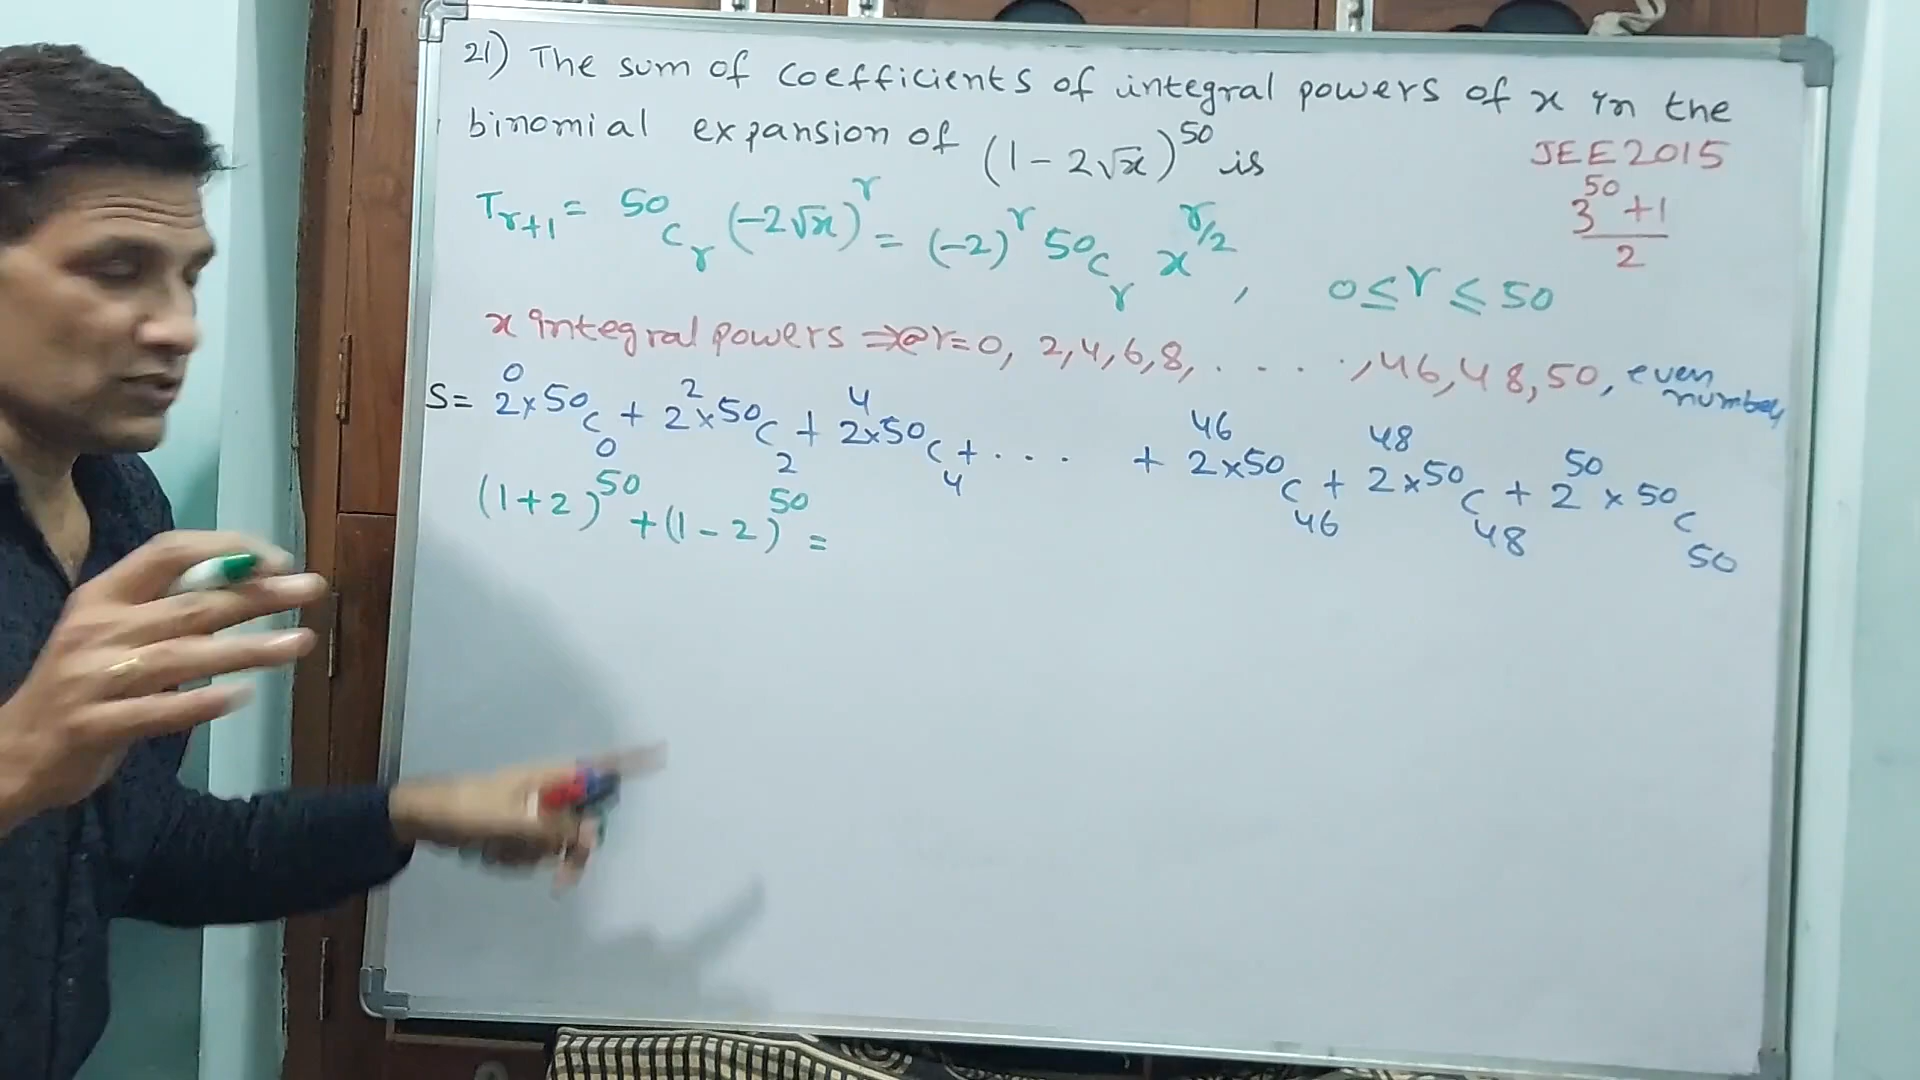 21) The sum of coefficients of integral powers of x in the
binomial expansion of (1 - 2√x)^50 is
JEE 2015
(3^50 + 1)/2
T_{r+1} = 50C_r (-2√x)^r = (-2)^r 50C_r x^{r/2}, 0 ≤ r ≤ 50
x integral powers ⇒ r = 0, 2, 4, 6, 8, . . . ., 46, 48, 50, even number
S = 2^0 × 50C_0 + 2^2 × 50C_2 + 2^4 × 50C_4 + . . . + 2^46 × 50C_46 + 2^48 × 50C_48 + 2^50 × 50C_50
(1+2)^50 + (1-2)^50 =